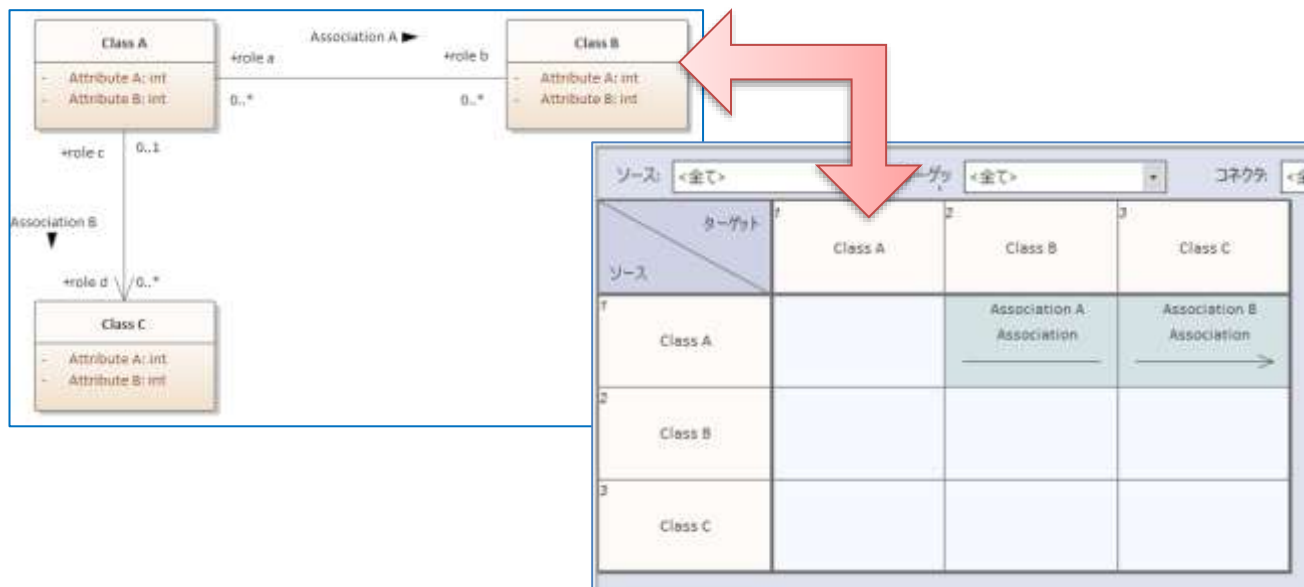 Class A
- Attribute A: int
- Attribute B: int
Association A ►
+role a
+role b
0..*
0..*
Class B
- Attribute A: int
- Attribute B: int
+role c
0..1
Association B
▼
+role d
0..*
Class C
- Attribute A: int
- Attribute B: int
ソース: <全て>
<全て>
コネクタ:
ターゲット
ソース
1
Class A
2
Class B
3
Class C
1
Class A
Association A
Association
Association B
Association
2
Class B
3
Class C